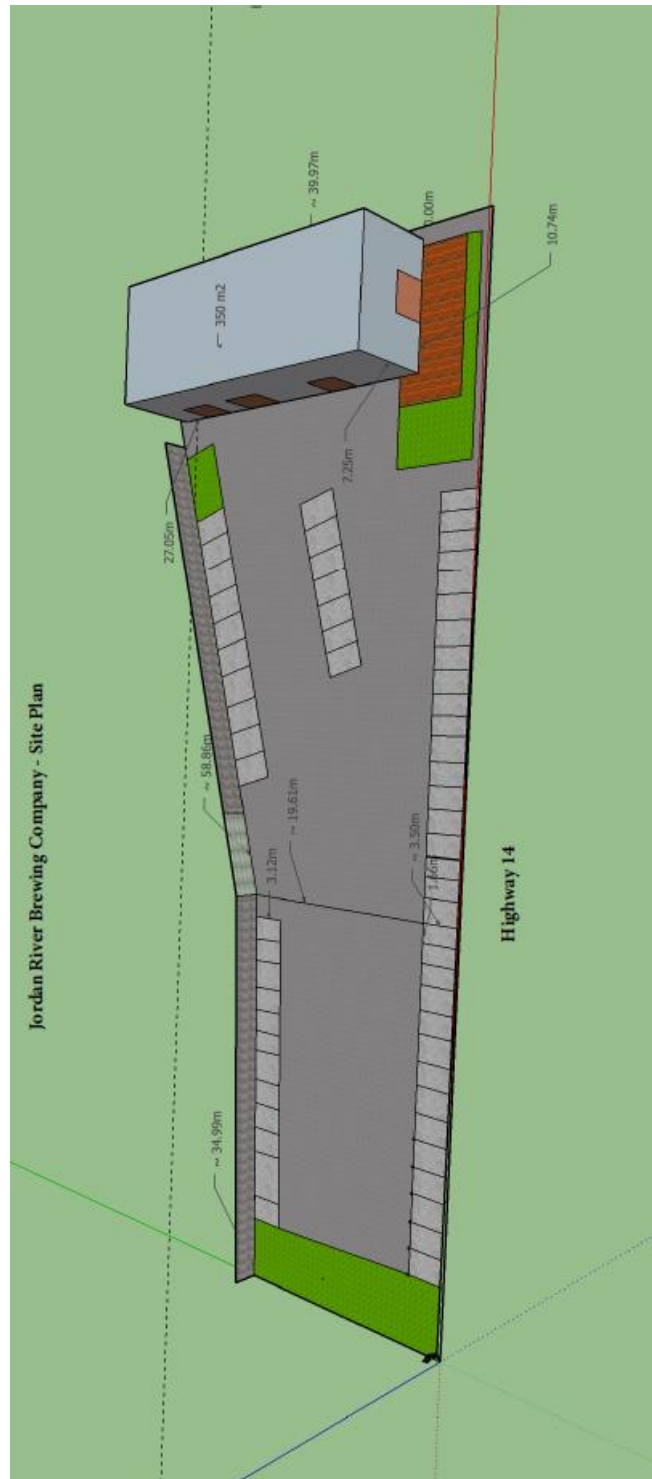 Jordan River Brewing Company - Site Plan
~ 39.97m
350 m2
0.00m
10.74m
7.25m
27.05m
~ 58.86m
~ 19.61m
3.12m
~ 3.50m
~ 34.99m
Highway 14